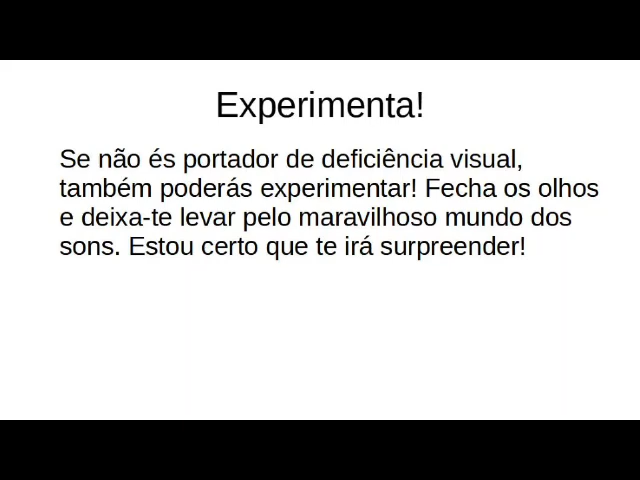 Experimenta!
Se não és portador de deficiência visual,
também poderás experimentar! Fecha os olhos
e deixa-te levar pelo maravilhoso mundo dos
sons. Estou certo que te irá surpreender!